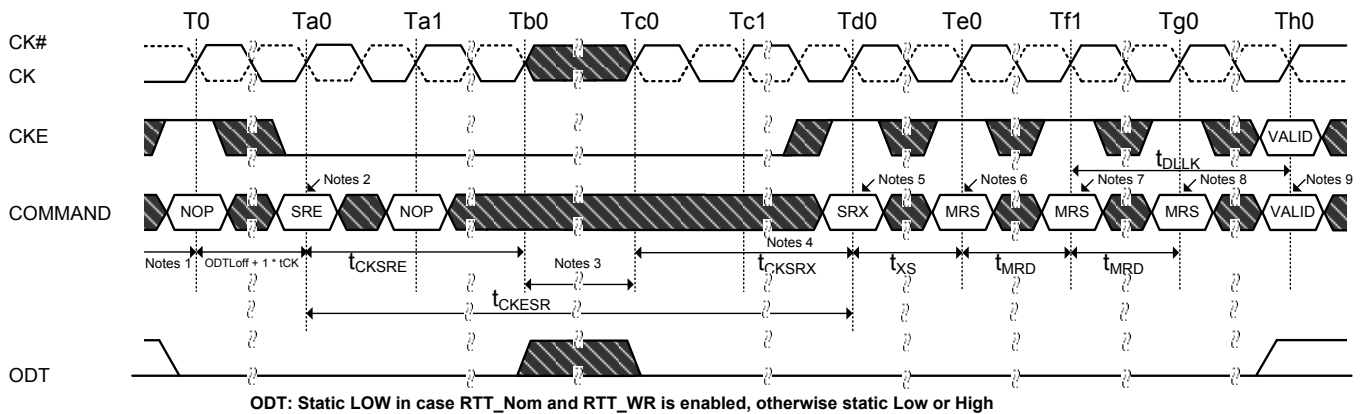 T0 Ta0 Ta1 Tb0 Tc0 Tc1 Td0 Te0 Tf1 Tg0 Th0
CK#
CK
CKE
VALID
tDLLK
Notes 2 Notes 5 Notes 6 Notes 7 Notes 8 Notes 9
COMMAND
NOP SRE NOP SRX MRS MRS MRS VALID
Notes 1 ODTLoff + 1 * tCK tCKSRE Notes 3 Notes 4 tCKSRX tXS tMRD tMRD
tCKESR
ODT
ODT: Static LOW in case RTT_Nom and RTT_WR is enabled, otherwise static Low or High